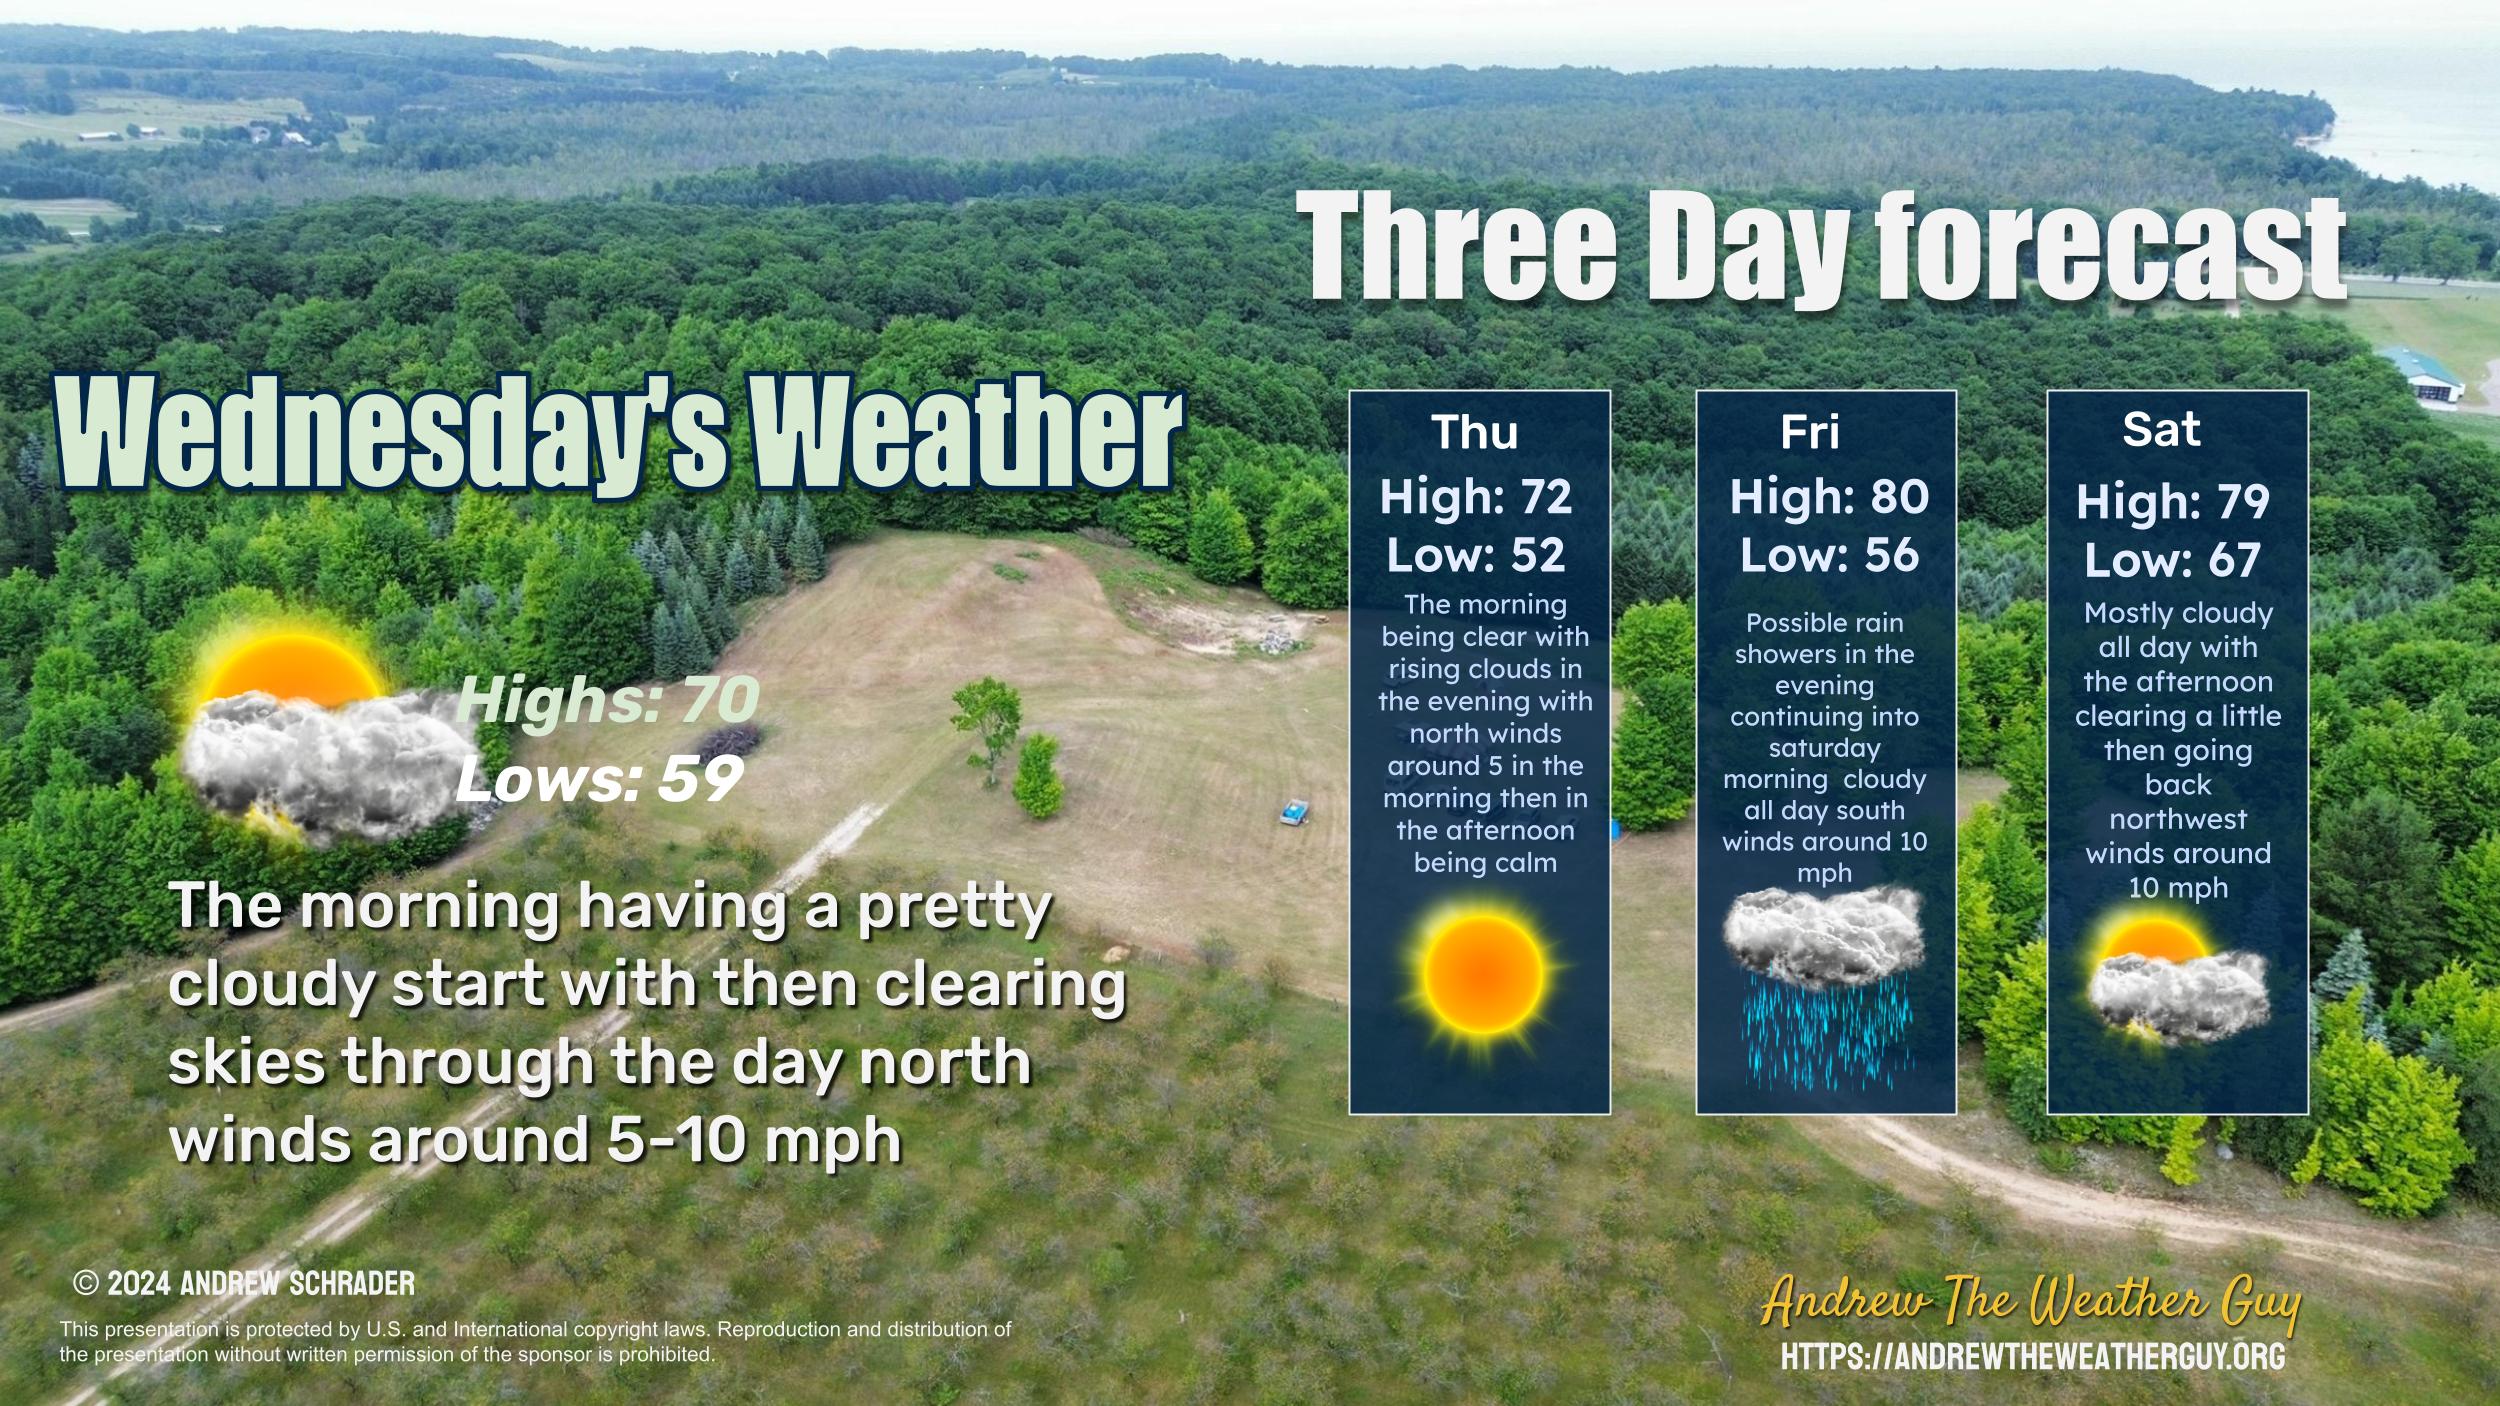 Three Day forecast
Wednesday's Weather
Highs: 70
Lows: 59
The morning having a pretty
cloudy start with then clearing
skies through the day north
winds around 5-10 mph
Thu
High: 72
Low: 52
The morning
being clear with
rising clouds in
the evening with
north winds
around 5 in the
morning then in
the afternoon
being calm
Fri
High: 80
Low: 56
Possible rain
showers in the
evening
continuing into
saturday
morning  cloudy
all day south
winds around 10
mph
Sat
High: 79
Low: 67
Mostly cloudy
all day with
the afternoon
clearing a little
then going
back
northwest
winds around
10 mph
© 2024 ANDREW SCHRADER
This presentation is protected by U.S. and International copyright laws. Reproduction and distribution of
the presentation without written permission of the sponsor is prohibited.
Andrew The Weather Guy
HTTPS://ANDREWTHEWEATHERGUY.ORG